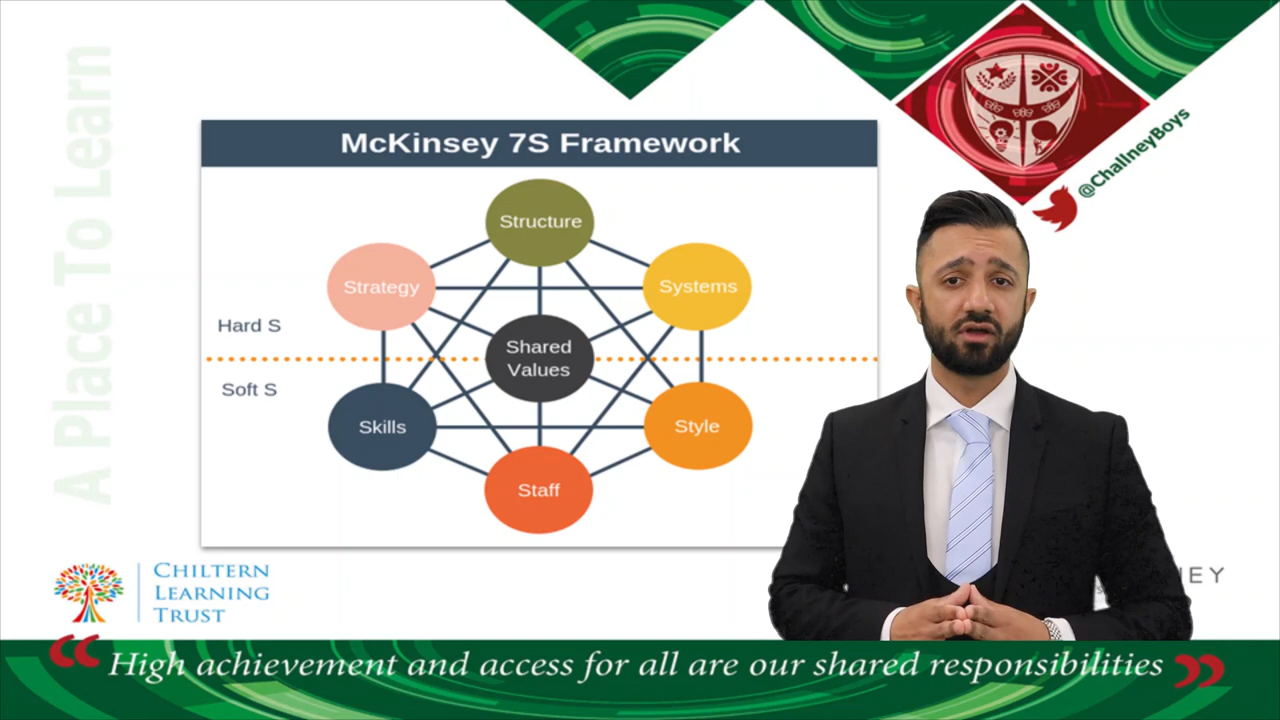 A Place To Learn
@ChallneyBoys
McKinsey 7S Framework
Structure
Strategy
Systems
Hard S
Shared
Values
Soft S
Skills
Style
Staff
CHILTERN
LEARNING
TRUST
High achievement and access for all are our shared responsibilities